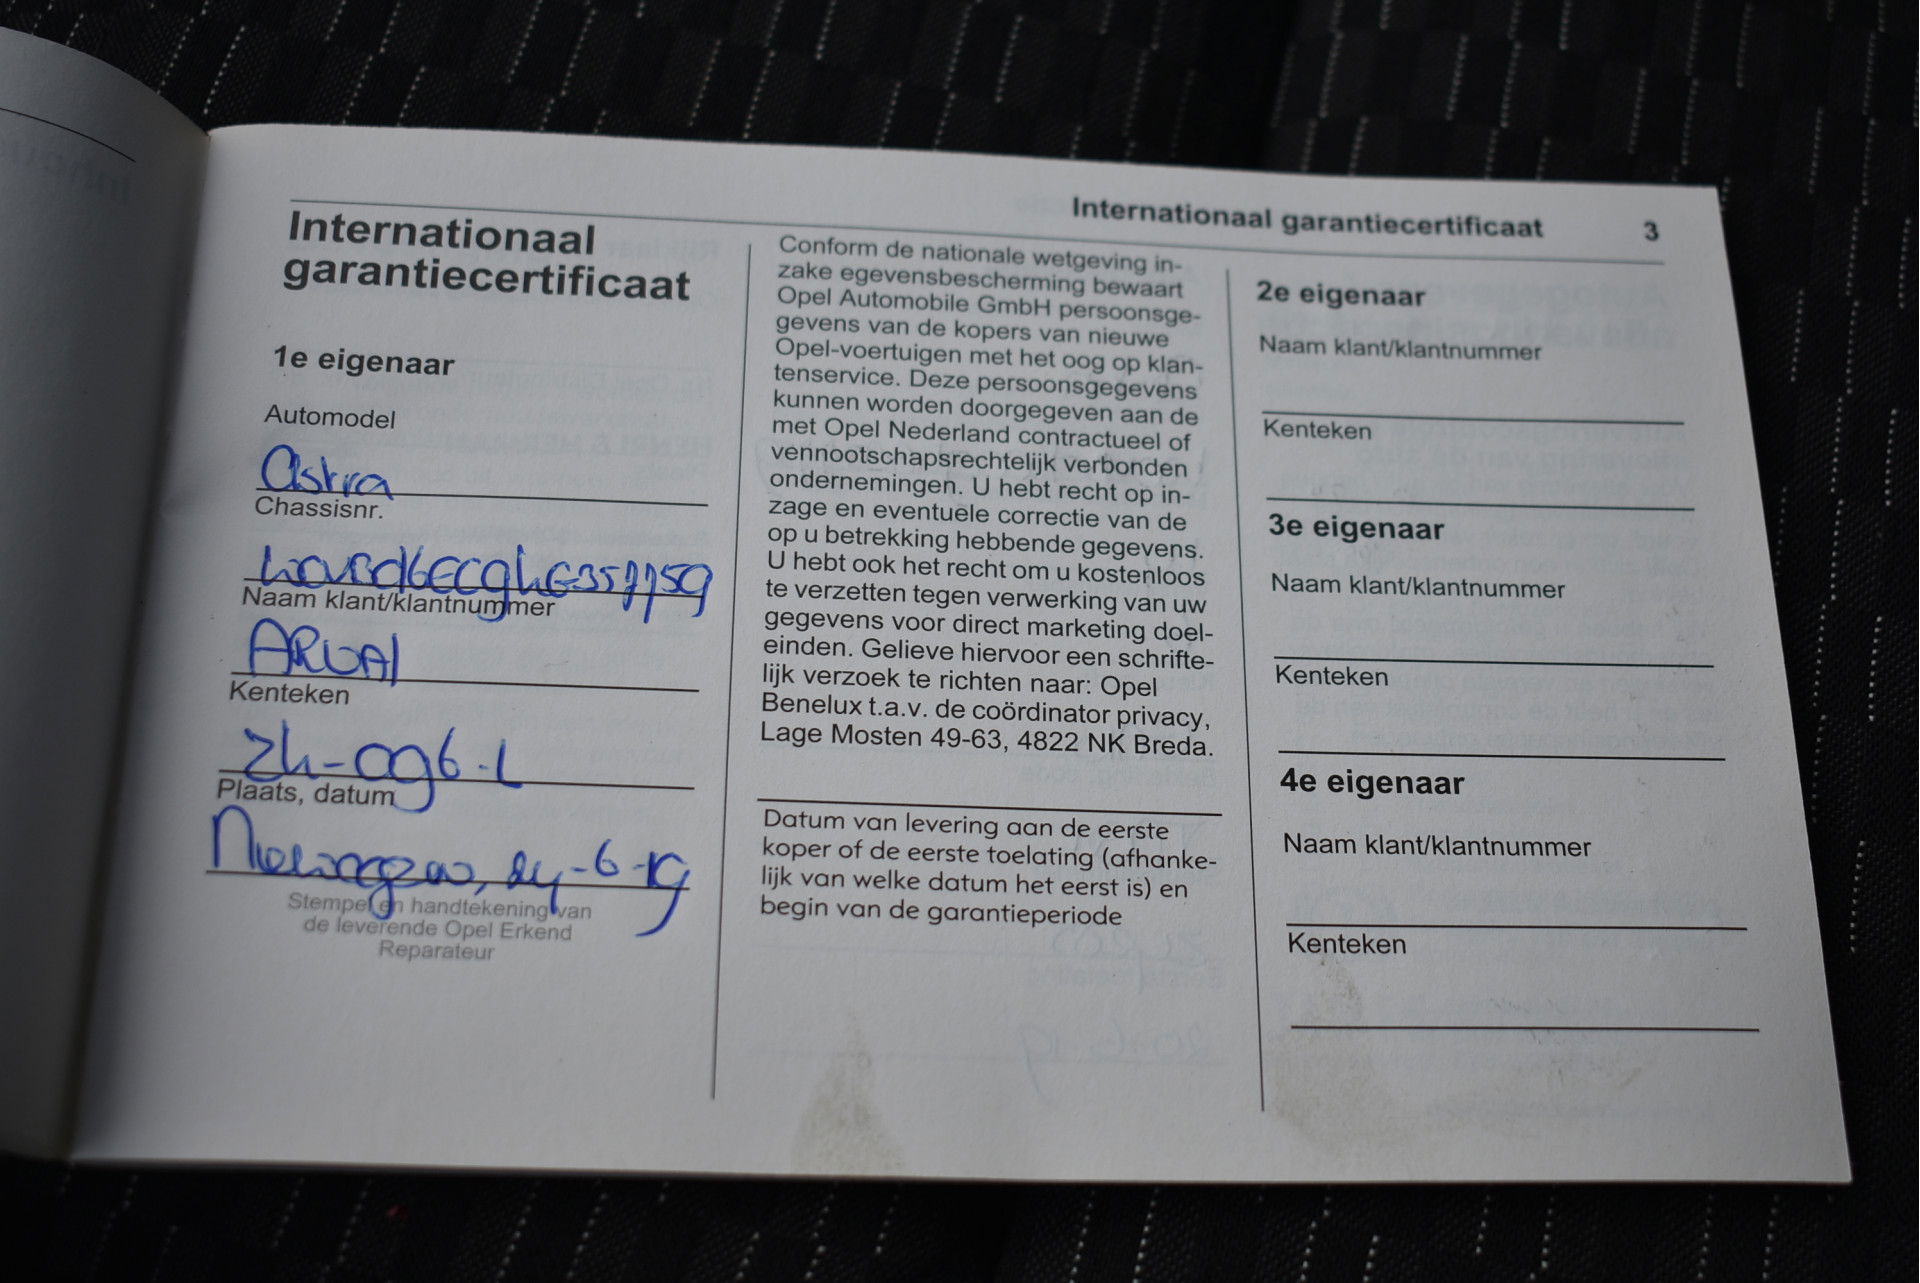 Internationaal garantiecertificaat 3
Internationaal
garantiecertificaat
1e eigenaar
Automodel
Astra
Chassisnr.
Naam klant/klantnummer
ARVAl
Kenteken
zh-096-L
Plaats, datum
24-6-19
Stempel en handtekening van
de leverende Opel Erkend
Reparateur
Conform de nationale wetgeving in-
zake egevensbescherming bewaart
Opel Automobile GmbH persoonsge-
gevens van de kopers van nieuwe
Opel-voertuigen met het oog op klan-
tenservice. Deze persoonsgegevens
kunnen worden doorgegeven aan de
met Opel Nederland contractueel of
vennootschapsrechtelijk verbonden
ondernemingen. U hebt recht op in-
zage en eventuele correctie van de
op u betrekking hebbende gegevens.
U hebt ook het recht om u kostenloos
te verzetten tegen verwerking van uw
gegevens voor direct marketing doel-
einden. Gelieve hiervoor een schrifte-
lijk verzoek te richten naar: Opel
Benelux t.a.v. de coördinator privacy,
Lage Mosten 49-63, 4822 NK Breda.
Datum van levering aan de eerste
koper of de eerste toelating (afhanke-
lijk van welke datum het eerst is) en
begin van de garantieperiode
2e eigenaar
Naam klant/klantnummer
Kenteken
3e eigenaar
Naam klant/klantnummer
Kenteken
4e eigenaar
Naam klant/klantnummer
Kenteken